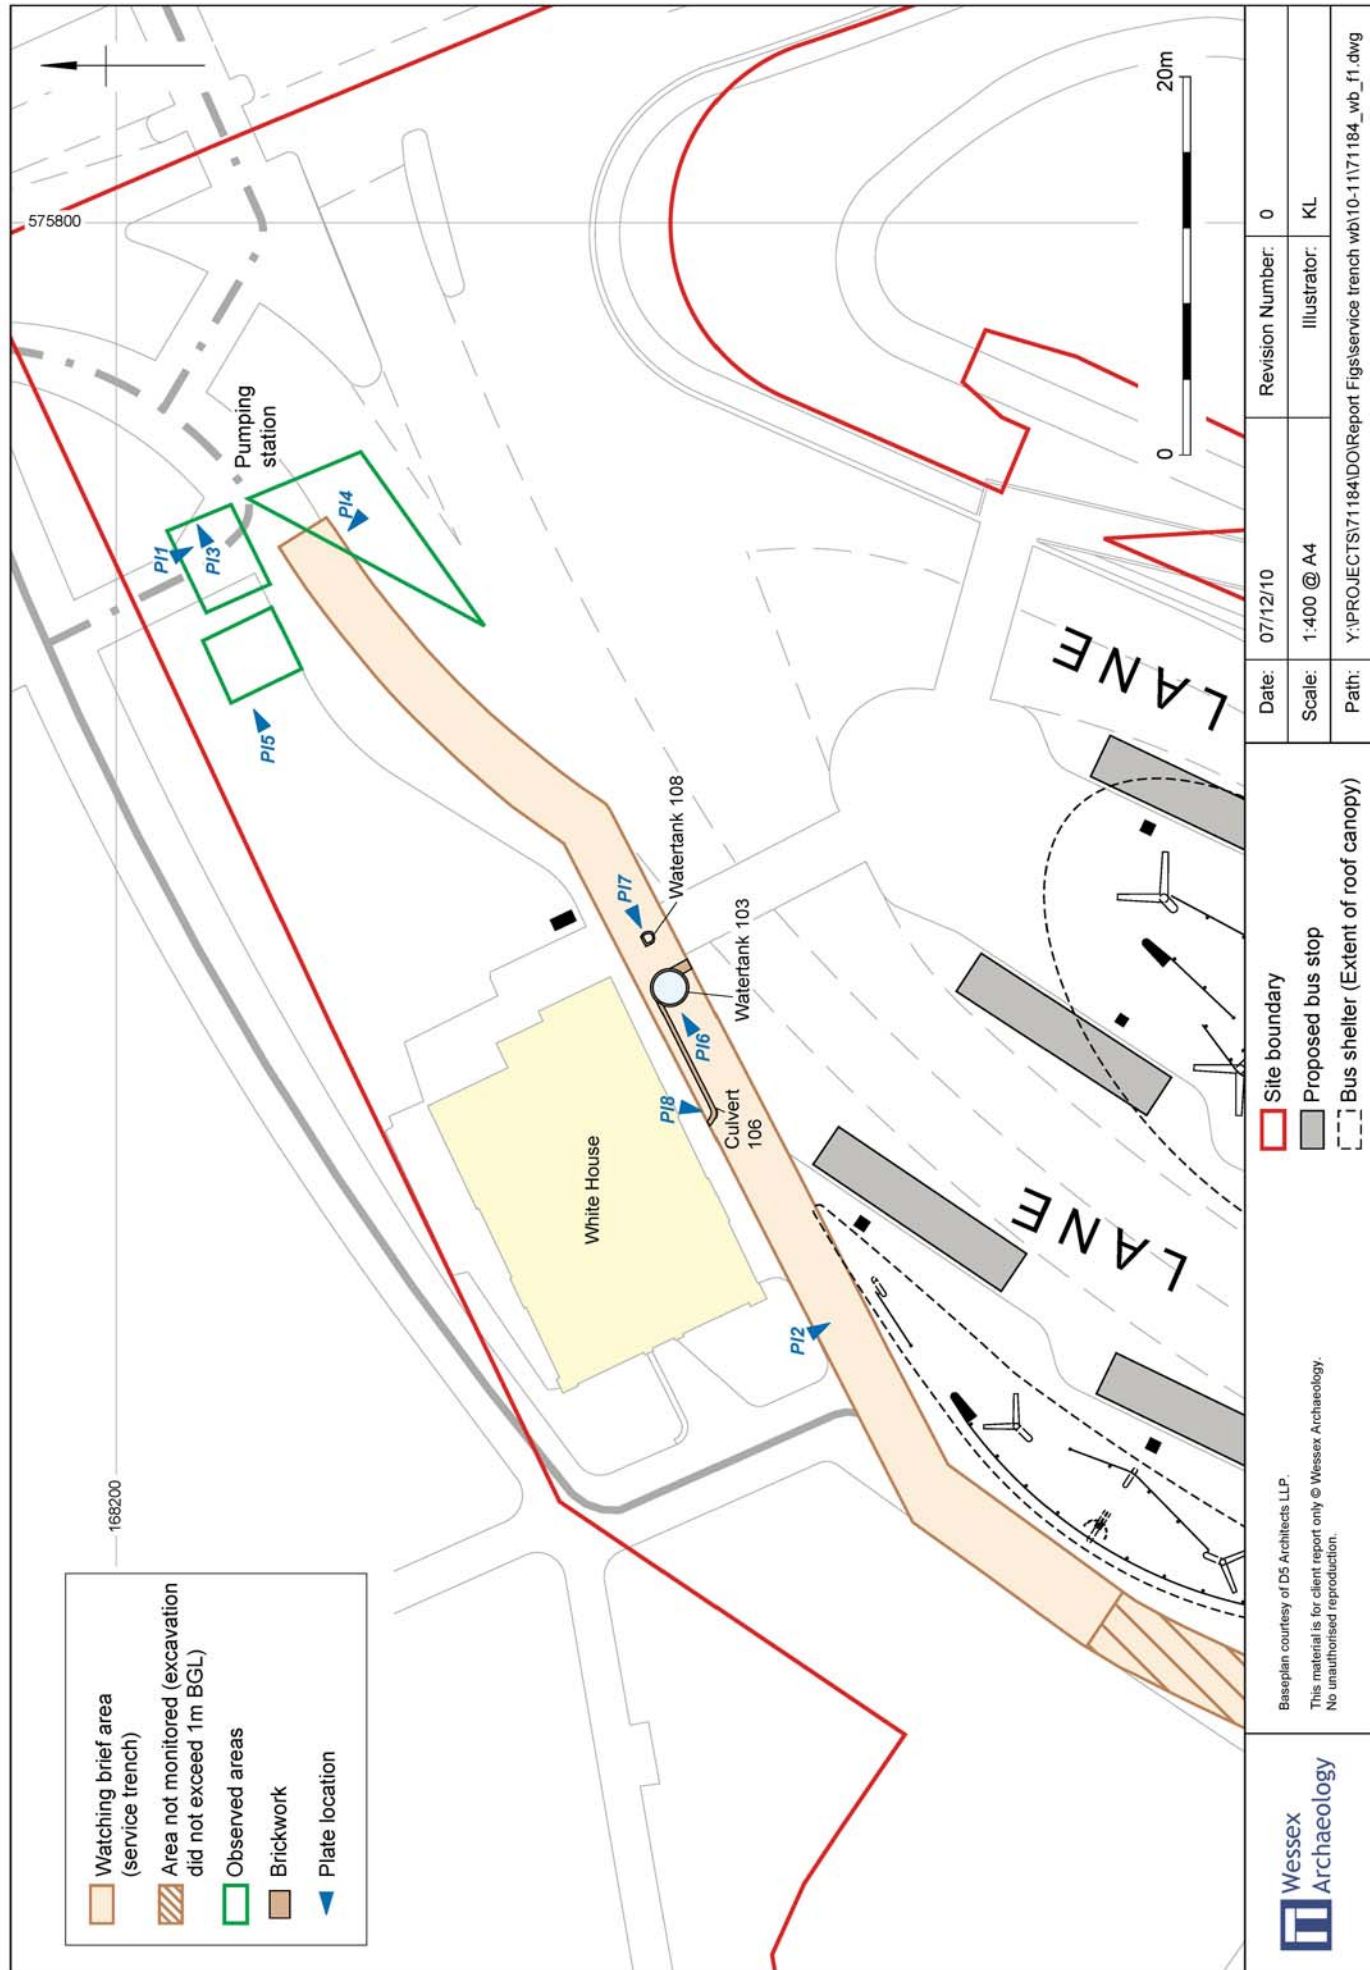 Watching brief area
(service trench)
Area not monitored (excavation
did not exceed 1m BGL)
Observed areas
Brickwork
Plate location
168200
575800
Pumping
station
Pl1
Pl3
Pl4
Pl5
Pl7
Watertank 108
Watertank 103
Pl6
Pl8
Culvert
106
White House
Pl2
LANE
LANE
0
20m
Wessex
Archaeology
Baseplan courtesy of D5 Architects LLP.
This material is for client report only © Wessex Archaeology.
No unauthorised reproduction.
Site boundary
Proposed bus stop
Bus shelter (Extent of roof canopy)
Date: 07/12/10 Revision Number: 0
Scale: 1:400 @ A4 Illustrator: KL
Path: Y:\PROJECTS\71184\DO\Report Figs\service trench wb\10-11\71184_wb_f1.dwg